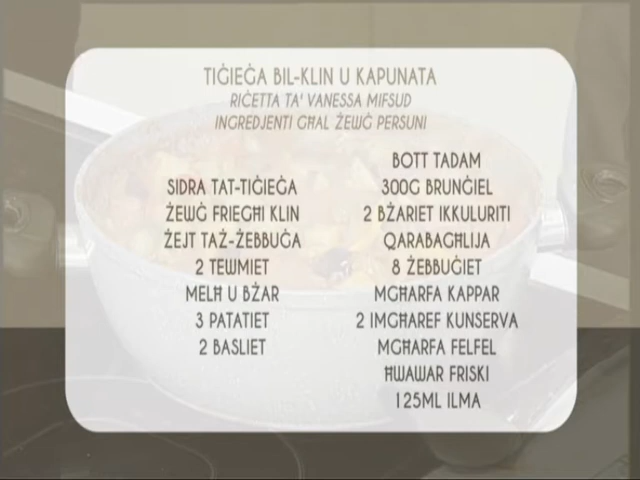 TIĠIEĠA BIL-KLIN U KAPUNATA
RIĊETTA TA' VANESSA MIFSUD
INGREDJENTI GĦAL ŻEWĠ PERSUNI
SIDRA TAT-TIĠIEĠA
ŻEWĠ FRIEGĦI KLIN
ŻEJT TAŻ-ŻEBBUĠA
2 TEWMIET
MELĦ U BŻAR
3 PATATIET
2 BASLIET
BOTT TADAM
300G BRUNĠIEL
2 BŻARIET IKKULURITI
QARABAGĦLIJA
8 ŻEBBUĠIET
MGĦARFA KAPPAR
2 IMGĦAREF KUNSERVA
MGĦARFA FELFEL
ĦWAWAR FRISKI
125ML ILMA